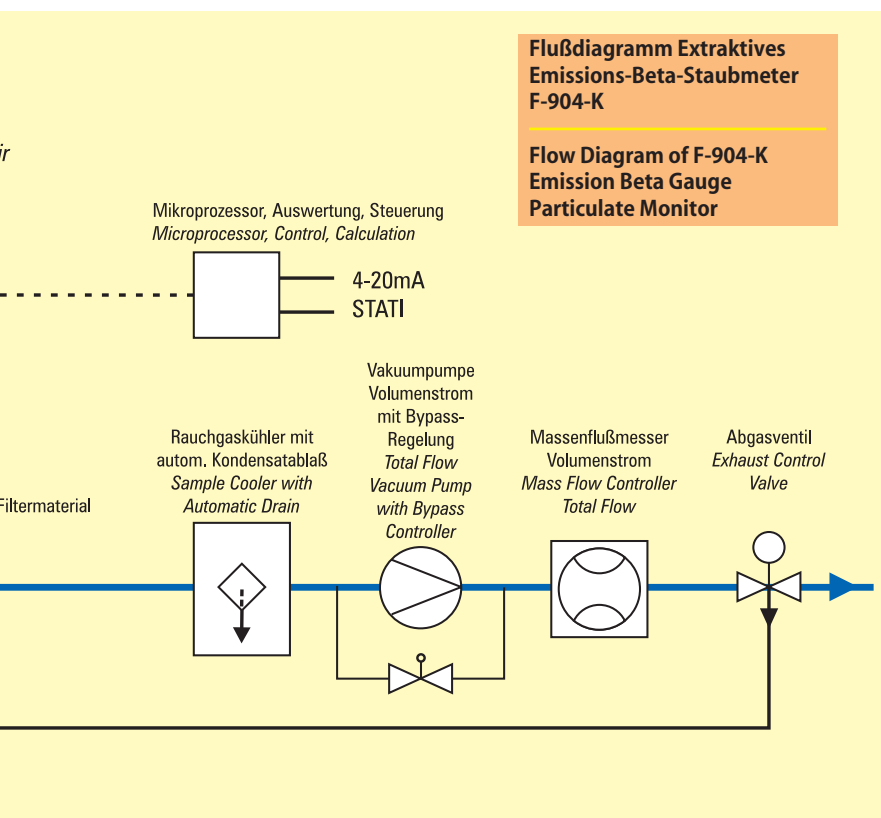 Flußdiagramm Extraktives
Emissions-Beta-Staubmeter
F-904-K
Flow Diagram of F-904-K
Emission Beta Gauge
Particulate Monitor
ir
Mikroprozessor, Auswertung, Steuerung
Microprocessor, Control, Calculation
4-20mA
STATI
Filtermaterial
Rauchgaskühler mit
autom. Kondensatablaß
Sample Cooler with
Automatic Drain
Vakuumpumpe
Volumenstrom
mit Bypass-
Regelung
Total Flow
Vacuum Pump
with Bypass
Controller
Massenflußmesser
Volumenstrom
Mass Flow Controller
Total Flow
Abgasventil
Exhaust Control
Valve